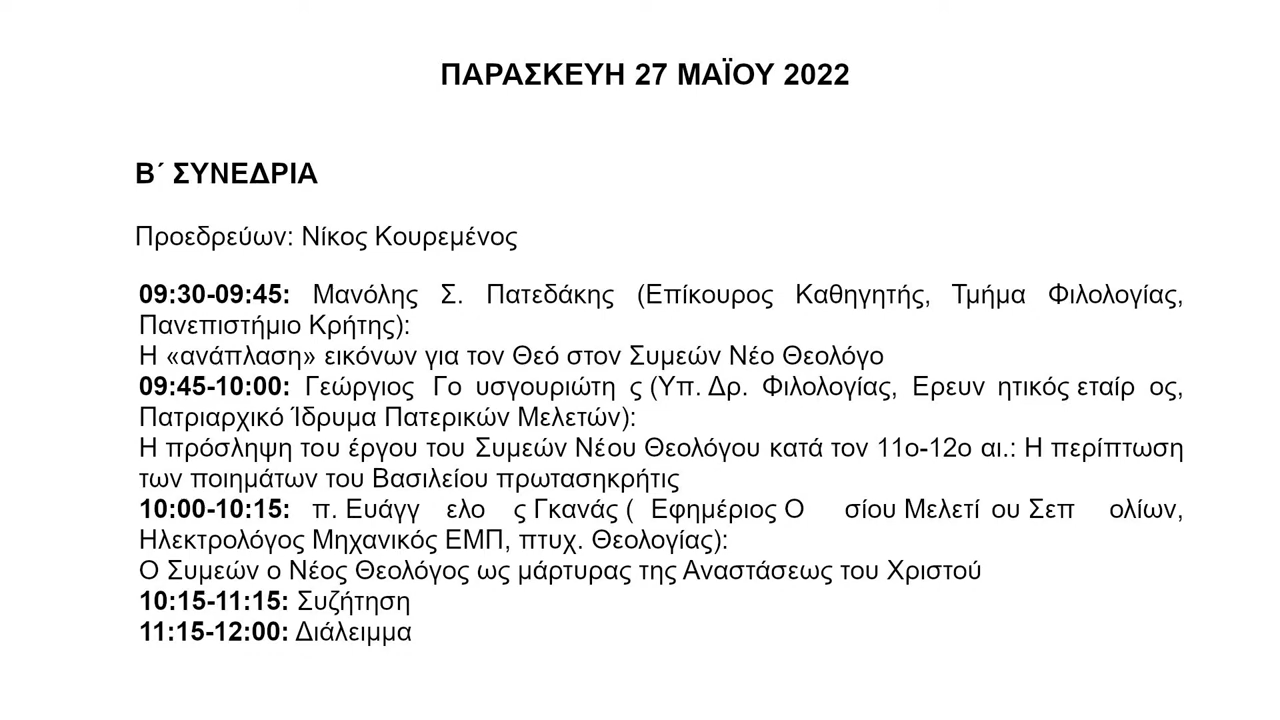 ΠΑΡΑΣΚΕΥΗ 27 ΜΑΪΟΥ 2022
Β΄ ΣΥΝΕΔΡΙΑ
Προεδρεύων: Νίκος Κουρεμένος
09:30-09:45: Μανόλης Σ. Πατεδάκης (Επίκουρος Καθηγητής, Τμήμα Φιλολογίας,
Πανεπιστήμιο Κρήτης):
Η «ανάπλαση» εικόνων για τον Θεό στον Συμεών Νέο Θεολόγο
09:45-10:00: Γεώργιος Γο υσγουριώτη ς (Υπ. Δρ. Φιλολογίας, Ερευν ητικός εταίρ ος,
Πατριαρχικό Ίδρυμα Πατερικών Μελετών):
Η πρόσληψη του έργου του Συμεών Νέου Θεολόγου κατά τον 11ο-12ο αι.: Η περίπτωση
των ποιημάτων του Βασιλείου πρωτασηκρήτις
10:00-10:15: π. Ευάγγ ελο ς Γκανάς ( Εφημέριος Ο σίου Μελετί ου Σεπ ολίων,
Ηλεκτρολόγος Μηχανικός ΕΜΠ, πτυχ. Θεολογίας):
Ο Συμεών ο Νέος Θεολόγος ως μάρτυρας της Αναστάσεως του Χριστού
10:15-11:15: Συζήτηση
11:15-12:00: Διάλειμμα